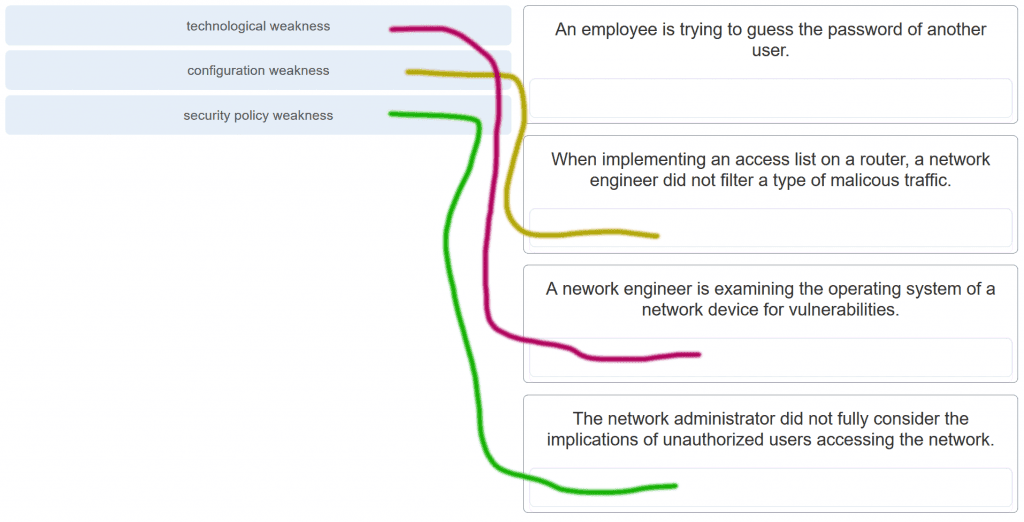 technological weakness
configuration weakness
security policy weakness
An employee is trying to guess the password of another
user.
When implementing an access list on a router, a network
engineer did not filter a type of malicous traffic.
A nework engineer is examining the operating system of a
network device for vulnerabilities.
The network administrator did not fully consider the
implications of unauthorized users accessing the network.